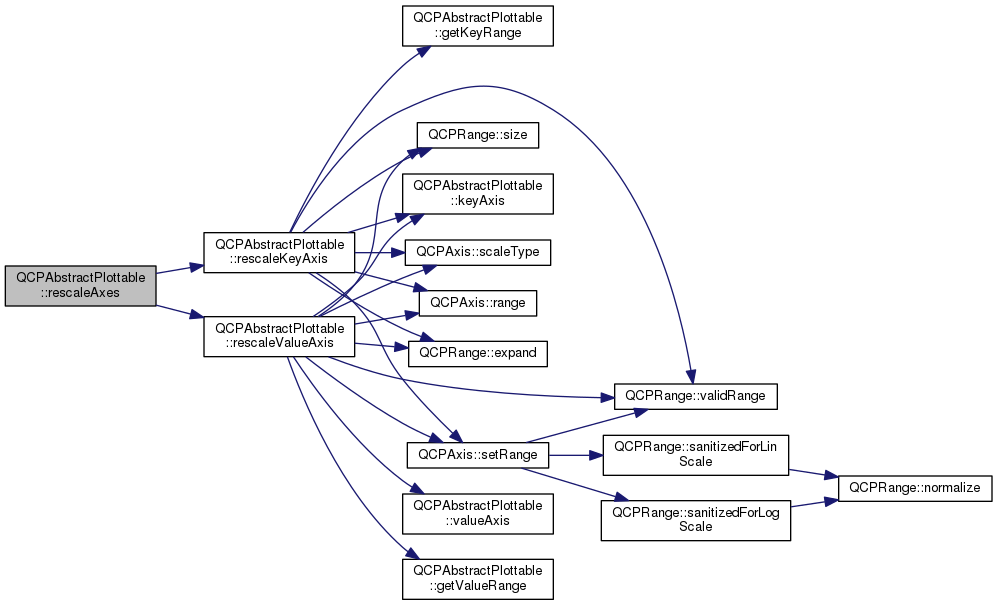 QCPAbstractPlottable
::getKeyRange
QCPRange::size
QCPAbstractPlottable
::keyAxis
QCPAbstractPlottable
::rescaleKeyAxis
QCPAxis::scaleType
QCPAbstractPlottable
::rescaleAxes
QCPAxis::range
QCPAbstractPlottable
::rescaleValueAxis
QCPRange::expand
QCPRange::validRange
QCPAxis::setRange
QCPRange::sanitizedForLin
Scale
QCPRange::normalize
QCPAbstractPlottable
::valueAxis
QCPRange::sanitizedForLog
Scale
QCPAbstractPlottable
::getValueRange